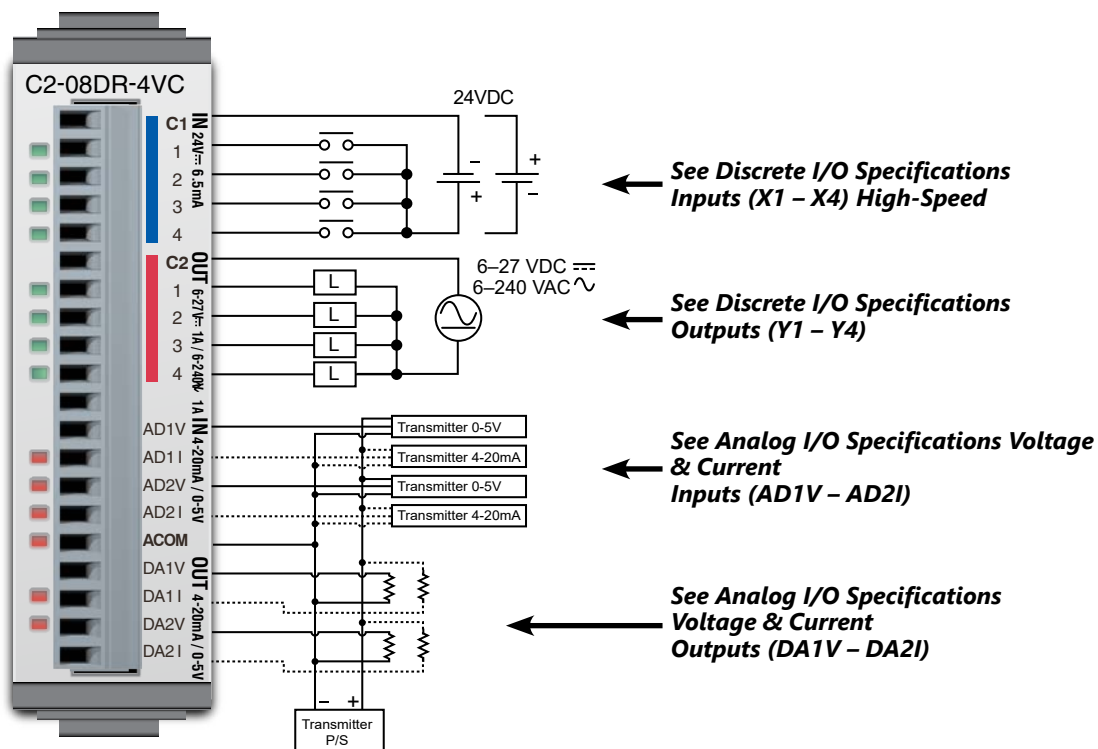 C2-08DR-4VC
C1
1
2
3
4
C2
1
2
3
4
AD1V
AD1I
AD2V
AD2I
ACOM
DA1V
DA1I
DA2V
DA2I
IN 24V⎓ 6.5mA
OUT 6-27V⎓ 1A / 6-240V∿ 1A
IN 4-20mA / 0-5V
OUT 4-20mA / 0-5V
24VDC
–
+
+
–
6–27 VDC ⎓
6–240 VAC ∿
L
L
L
L
Transmitter 0-5V
Transmitter 4-20mA
Transmitter 0-5V
Transmitter 4-20mA
– +
Transmitter
P/S
See Discrete I/O Specifications
Inputs (X1 – X4) High-Speed
See Discrete I/O Specifications
Outputs (Y1 – Y4)
See Analog I/O Specifications Voltage
& Current
Inputs (AD1V – AD2I)
See Analog I/O Specifications
Voltage & Current
Outputs (DA1V – DA2I)